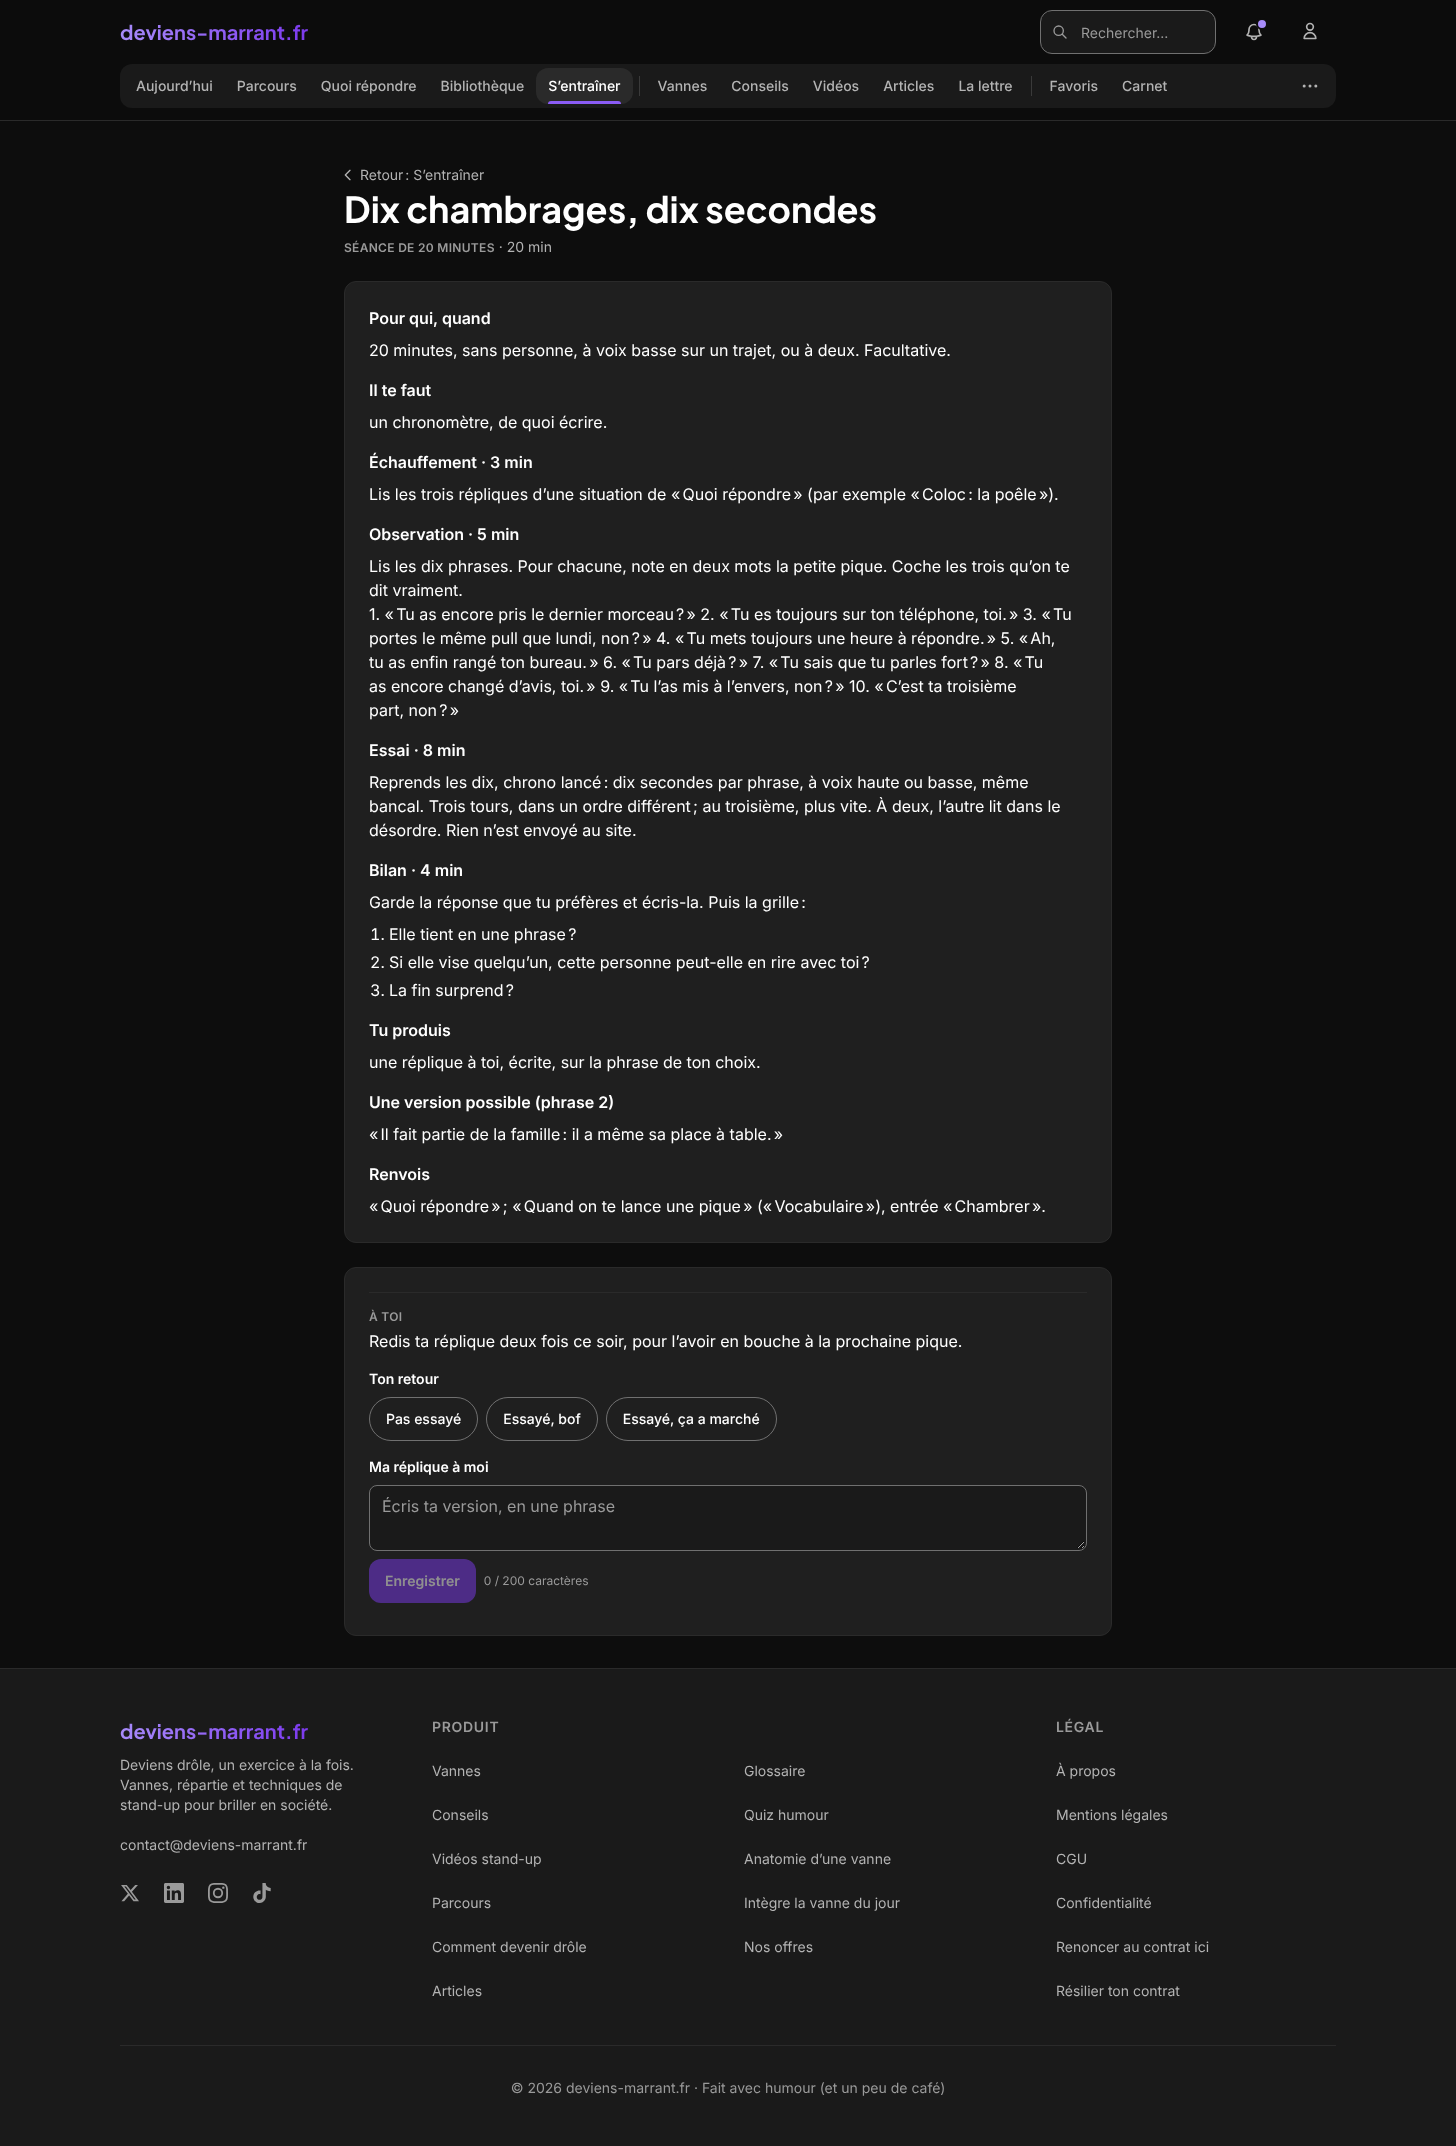 deviens-marrant.fr
Rechercher...
Aujourd’hui Parcours Quoi répondre Bibliothèque S’entraîner Vannes Conseils Vidéos Articles La lettre Favoris Carnet
Retour : S’entraîner
Dix chambrages, dix secondes
SÉANCE DE 20 MINUTES · 20 min
Pour qui, quand
20 minutes, sans personne, à voix basse sur un trajet, ou à deux. Facultative.
Il te faut
un chronomètre, de quoi écrire.
Échauffement · 3 min
Lis les trois répliques d’une situation de « Quoi répondre » (par exemple « Coloc : la poêle »).
Observation · 5 min
Lis les dix phrases. Pour chacune, note en deux mots la petite pique. Coche les trois qu’on te
dit vraiment.
1. « Tu as encore pris le dernier morceau ? » 2. « Tu es toujours sur ton téléphone, toi. » 3. « Tu
portes le même pull que lundi, non ? » 4. « Tu mets toujours une heure à répondre. » 5. « Ah,
tu as enfin rangé ton bureau. » 6. « Tu pars déjà ? » 7. « Tu sais que tu parles fort ? » 8. « Tu
as encore changé d’avis, toi. » 9. « Tu l’as mis à l’envers, non ? » 10. « C’est ta troisième
part, non ? »
Essai · 8 min
Reprends les dix, chrono lancé : dix secondes par phrase, à voix haute ou basse, même
bancal. Trois tours, dans un ordre différent ; au troisième, plus vite. À deux, l’autre lit dans le
désordre. Rien n’est envoyé au site.
Bilan · 4 min
Garde la réponse que tu préfères et écris-la. Puis la grille :
1. Elle tient en une phrase ?
2. Si elle vise quelqu’un, cette personne peut-elle en rire avec toi ?
3. La fin surprend ?
Tu produis
une réplique à toi, écrite, sur la phrase de ton choix.
Une version possible (phrase 2)
« Il fait partie de la famille : il a même sa place à table. »
Renvois
« Quoi répondre » ; « Quand on te lance une pique » (« Vocabulaire »), entrée « Chambrer ».
À TOI
Redis ta réplique deux fois ce soir, pour l’avoir en bouche à la prochaine pique.
Ton retour
Pas essayé Essayé, bof Essayé, ça a marché
Ma réplique à moi
Écris ta version, en une phrase
Enregistrer 0 / 200 caractères
deviens-marrant.fr
Deviens drôle, un exercice à la fois.
Vannes, répartie et techniques de
stand-up pour briller en société.
contact@deviens-marrant.fr
PRODUIT
Vannes
Conseils
Vidéos stand-up
Parcours
Comment devenir drôle
Articles
Glossaire
Quiz humour
Anatomie d’une vanne
Intègre la vanne du jour
Nos offres
LÉGAL
À propos
Mentions légales
CGU
Confidentialité
Renoncer au contrat ici
Résilier ton contrat
© 2026 deviens-marrant.fr · Fait avec humour (et un peu de café)